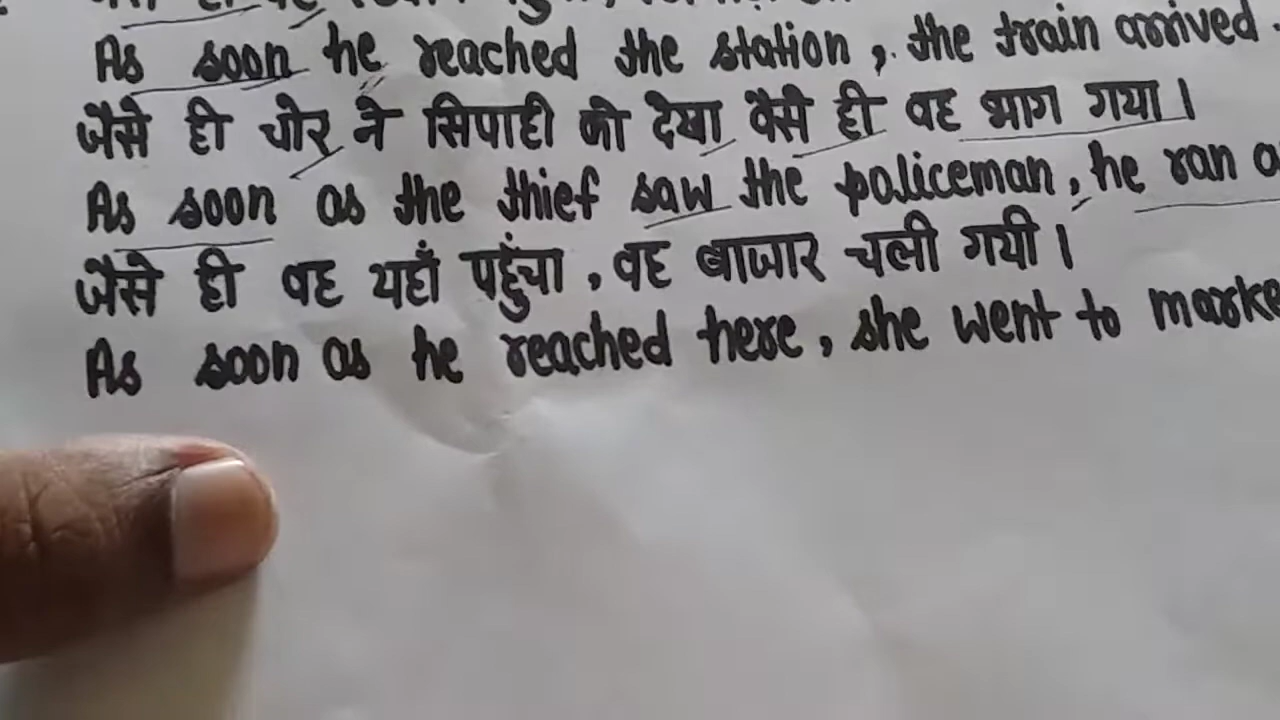 As soon he reached the station, the train arrived
जैसे ही चोर ने सिपाही को देखा वैसे ही वह भाग गया।
As soon as the thief saw the policeman, he ran
जैसे ही वह यहाँ पहुंचा, वह बाजार चली गयी।
As soon as he reached here, she went to marke